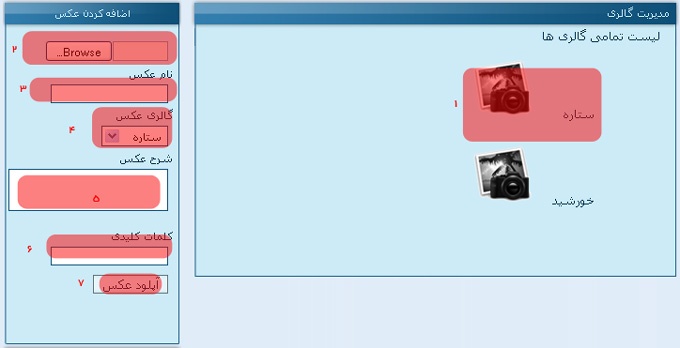 مدیریت گالری
لیست تمامی گالری ها
۱
ستاره
خورشید
اضافه کردن عکس
۲
Browse...
نام عکس
۳
گالری عکس
۴
ستاره
شرح عکس
۵
کلمات کلیدی
۶
۷
آپلود عکس